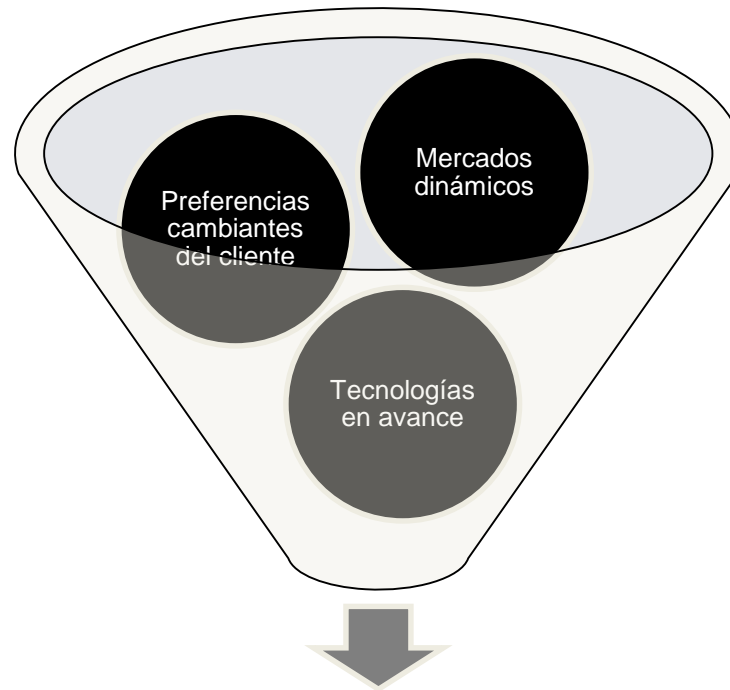 Mercados
dinámicos
Preferencias
cambiantes
del cliente
Tecnologías
en avance